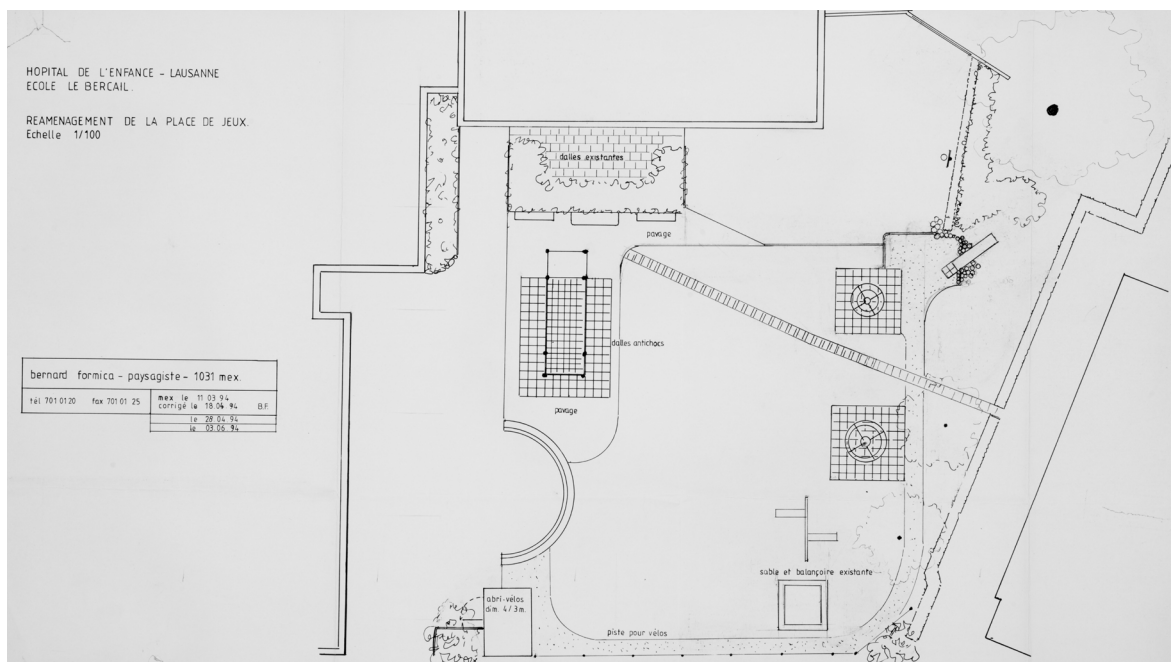 HOPITAL DE L'ENFANCE - LAUSANNE
ECOLE LE BERCAIL.
REAMENAGEMENT DE LA PLACE DE JEUX.
Echelle 1/100
dalles existantes
pavage
dalles antichocs
bernard formica - paysagiste - 1031 mex.
tél 701 01 20 fax 701 01 25
mex le 11 03 94
corrigé le 18.04 94 B.F.
le 28 04 94
le 03.06 94
pavage
sable et balançoire existante
abri-vélos
dim. 4/3m.
piste pour vélos